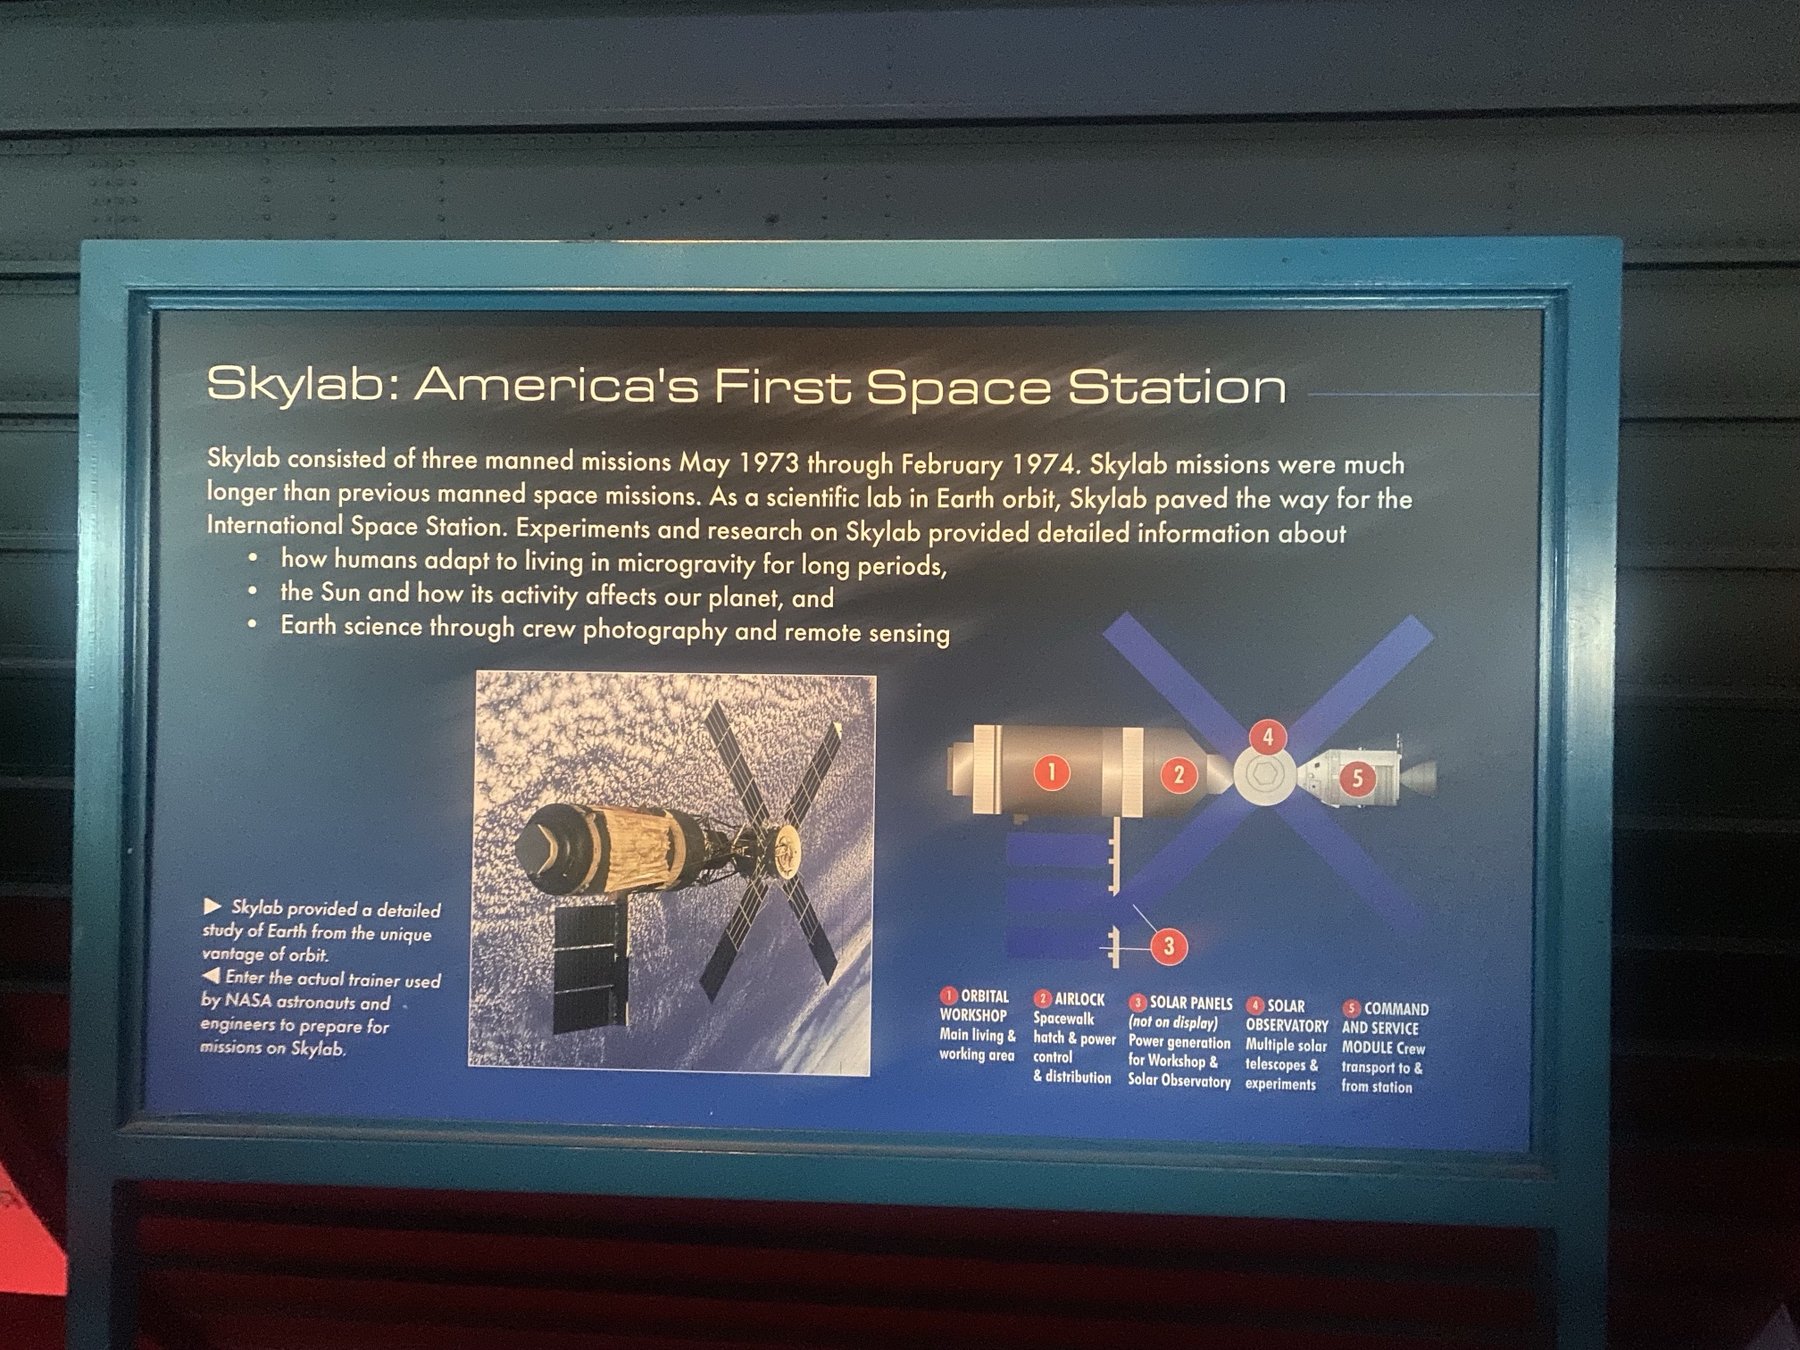 Skylab: America's First Space Station
Skylab consisted of three manned missions May 1973 through February 1974. Skylab missions were much
longer than previous manned space missions. As a scientific lab in Earth orbit, Skylab paved the way for the
International Space Station. Experiments and research on Skylab provided detailed information about
• how humans adapt to living in microgravity for long periods,
• the Sun and how its activity affects our planet, and
• Earth science through crew photography and remote sensing
▶ Skylab provided a detailed
study of Earth from the unique
vantage of orbit.
◀ Enter the actual trainer used
by NASA astronauts and
engineers to prepare for
missions on Skylab.
1
2
4
5
3
1 ORBITAL
WORKSHOP
Main living &
working area
2 AIRLOCK
Spacewalk
hatch & power
control
& distribution
3 SOLAR PANELS
(not on display)
Power generation
for Workshop &
Solar Observatory
4 SOLAR
OBSERVATORY
Multiple solar
telescopes &
experiments
5 COMMAND
AND SERVICE
MODULE Crew
transport to &
from station